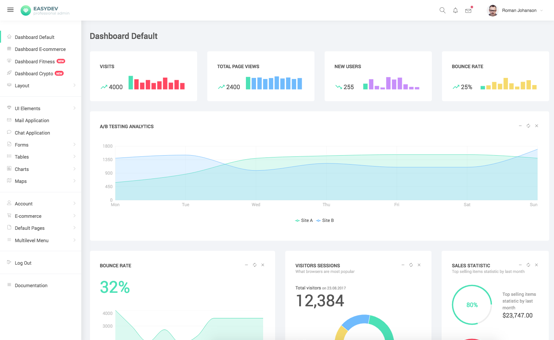 EASYDEV
Roman Johanson
Dashboard Default
Dashboard E-commerce
Dashboard Fitness
Dashboard Crypto
Layout
UI Elements
Mail Application
Chat Application
Forms
Tables
Charts
Maps
Account
E-commerce
Default Pages
Multilevel Menu
Log Out
Documentation
Dashboard Default
VISITS
4000
TOTAL PAGE VIEWS
2400
NEW USERS
255
BOUNCE RATE
25%
A/B TESTING ANALYTICS
1800
1350
900
450
0
Mon Tue Wed Thu Fri Sat Sun
Site A Site B
BOUNCE RATE
32%
4000
3000
VISITORS SESSIONS
What browsers are most popular
Total visitors on 23.08.2017
12,384
SALES STATISTIC
Top selling items statistic by last month
80%
Top selling items
statistic by last
month
$23,747.00